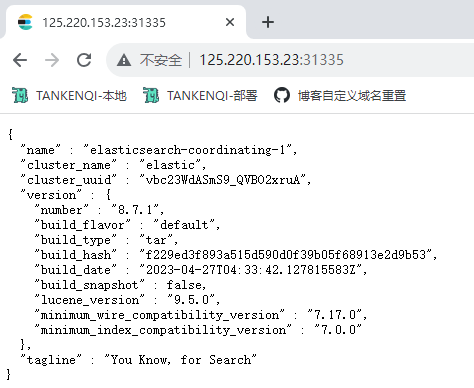 125.220.153.23:31335
不安全 125.220.153.23:31335
TANKENQI-本地 TANKENQI-部署 博客自定义域名重置
{
  "name" : "elasticsearch-coordinating-1",
  "cluster_name" : "elastic",
  "cluster_uuid" : "vbc23WdASmS9_QVBO2xruA",
  "version" : {
    "number" : "8.7.1",
    "build_flavor" : "default",
    "build_type" : "tar",
    "build_hash" : "f229ed3f893a515d590d0f39b05f68913e2d9b53",
    "build_date" : "2023-04-27T04:33:42.127815583Z",
    "build_snapshot" : false,
    "lucene_version" : "9.5.0",
    "minimum_wire_compatibility_version" : "7.17.0",
    "minimum_index_compatibility_version" : "7.0.0"
  },
  "tagline" : "You Know, for Search"
}